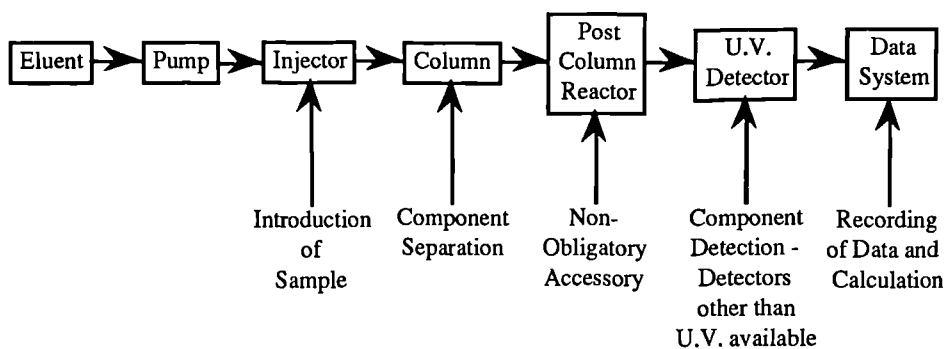 Eluent
Pump
Injector
Column
Post
Column
Reactor
U.V.
Detector
Data
System
Introduction
of
Sample
Component
Separation
Non-
Obligatory
Accessory
Component
Detection -
Detectors
other than
U.V. available
Recording
of Data and
Calculation